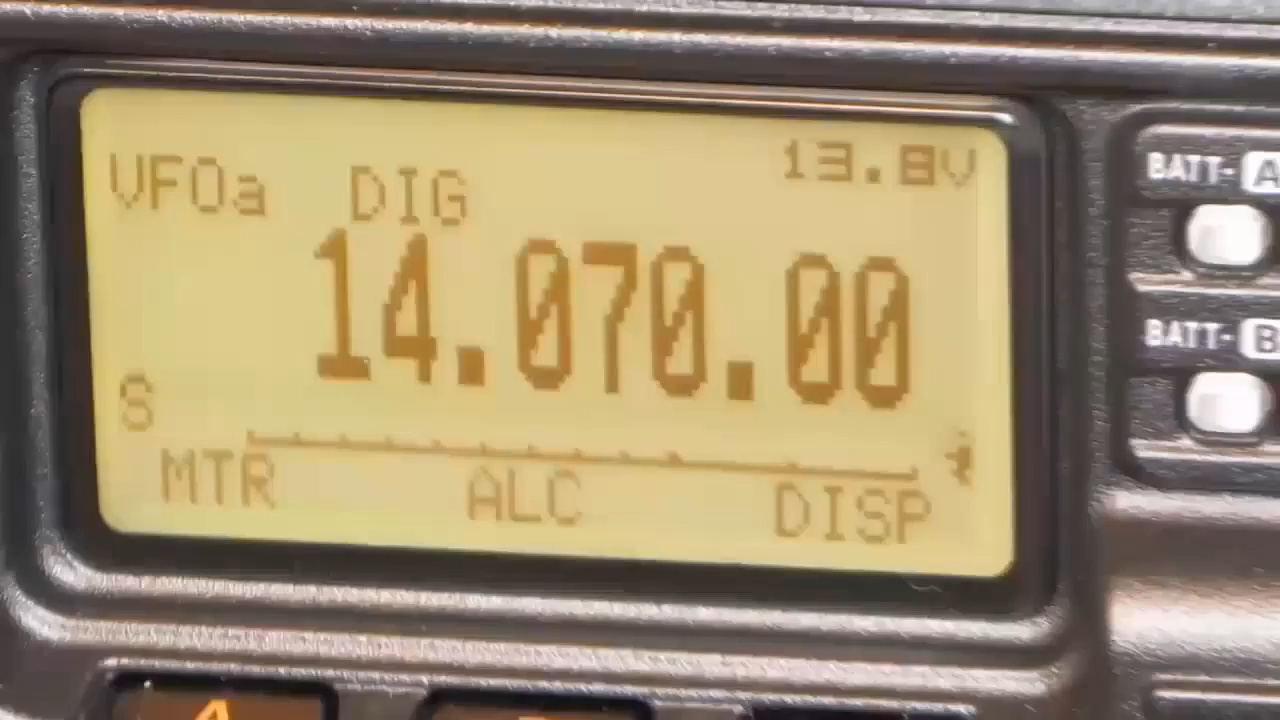 VFOa DIG 13.8V
14.070.00
S
MTR ALC DISP
BATT-A
BATT-B
A